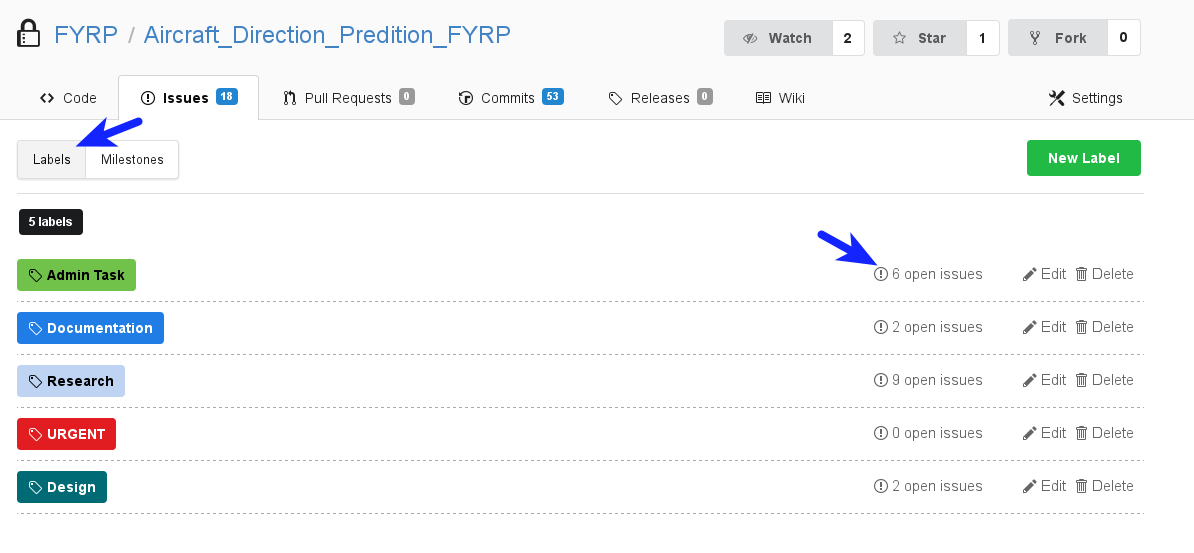 FYRP / Aircraft_Direction_Predition_FYRP
Watch 2 Star 1 Fork 0
Code Issues 18 Pull Requests 0 Commits 53 Releases 0 Wiki Settings
Labels Milestones New Label
5 labels
Admin Task 6 open issues Edit Delete
Documentation 2 open issues Edit Delete
Research 9 open issues Edit Delete
URGENT 0 open issues Edit Delete
Design 2 open issues Edit Delete